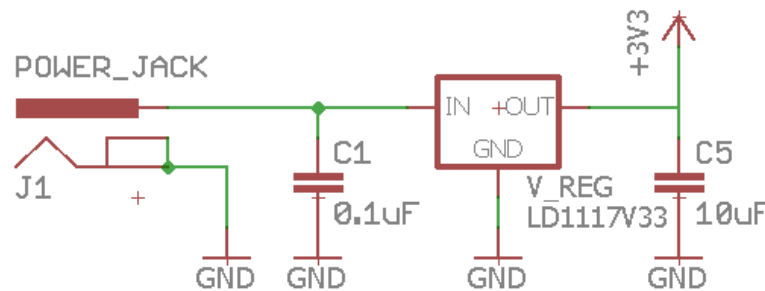 +3V3
POWER_JACK
IN
OUT
GND
J1
C1
0.1uF
V_REG
LD1117V33
C5
10uF
GND
GND
GND
GND